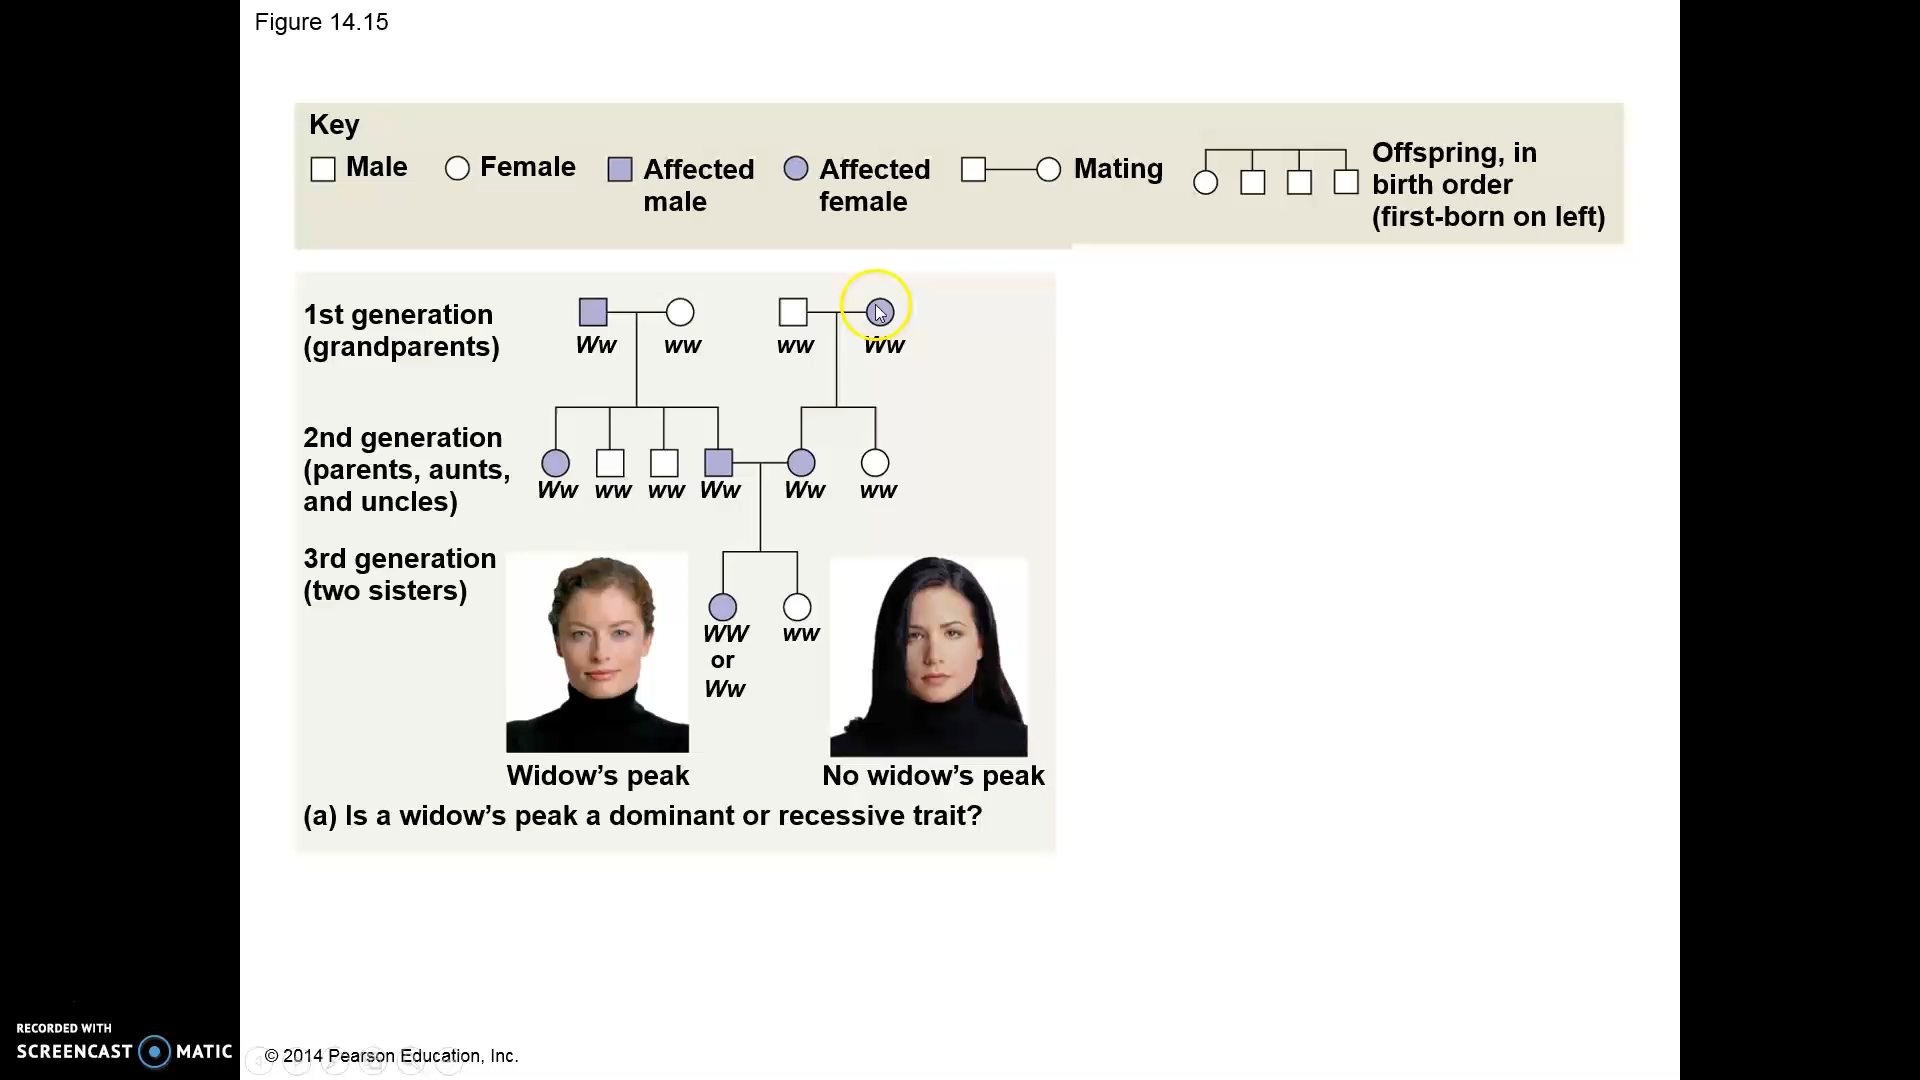 Figure 14.15
Key
Male
Female
Affected
male
Affected
female
Mating
Offspring, in
birth order
(first-born on left)
1st generation
(grandparents)
Ww
ww
ww
Ww
2nd generation
(parents, aunts,
and uncles)
Ww
ww
ww
Ww
Ww
ww
3rd generation
(two sisters)
WW
or
Ww
ww
Widow’s peak
No widow’s peak
(a) Is a widow’s peak a dominant or recessive trait?
RECORDED WITH
SCREENCAST MATIC
© 2014 Pearson Education, Inc.